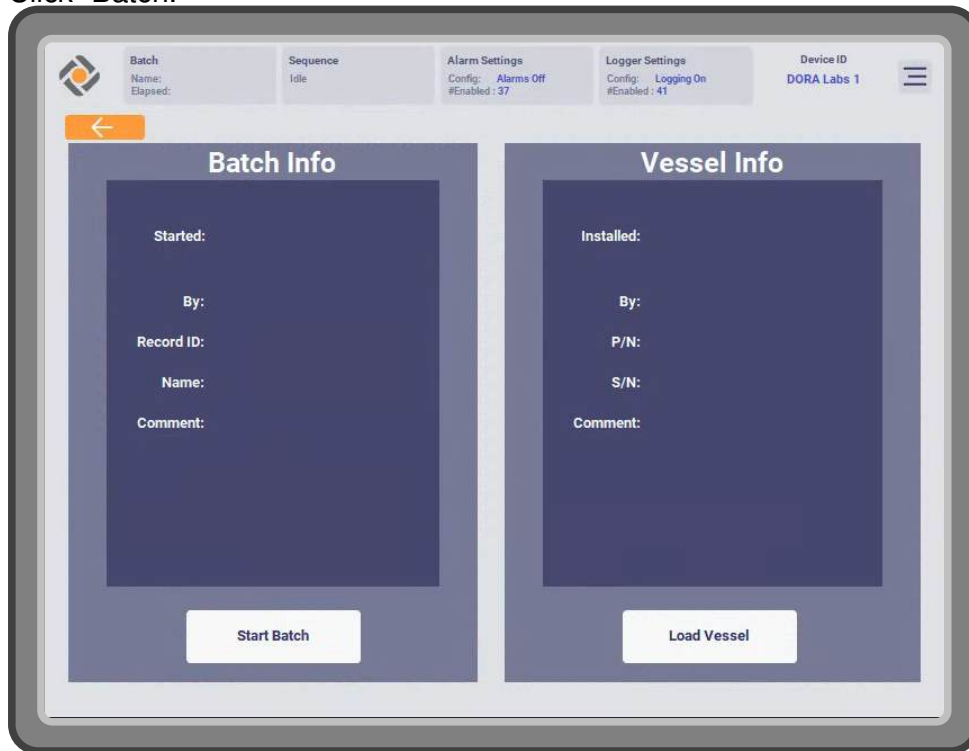 Click "Batch."
Batch
Name:
Elapsed:
Sequence
Idle
Alarm Settings
Config: Alarms Off
#Enabled : 37
Logger Settings
Config: Logging On
#Enabled : 41
Device ID
DORA Labs 1
Batch Info
Started:
By:
Record ID:
Name:
Comment:
Start Batch
Vessel Info
Installed:
By:
P/N:
S/N:
Comment:
Load Vessel